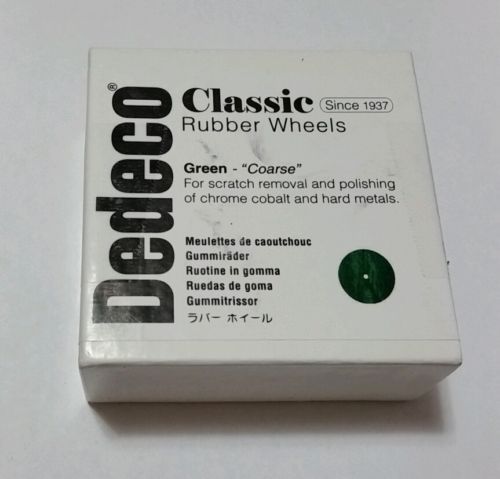 Dedeco®
Classic Since 1937
Rubber Wheels
Green - "Coarse"
For scratch removal and polishing
of chrome cobalt and hard metals.
Meulettes de caoutchouc
Gummiräder
Ruotine in gomma
Ruedas de goma
Gummitrissor
ラバー ホイール